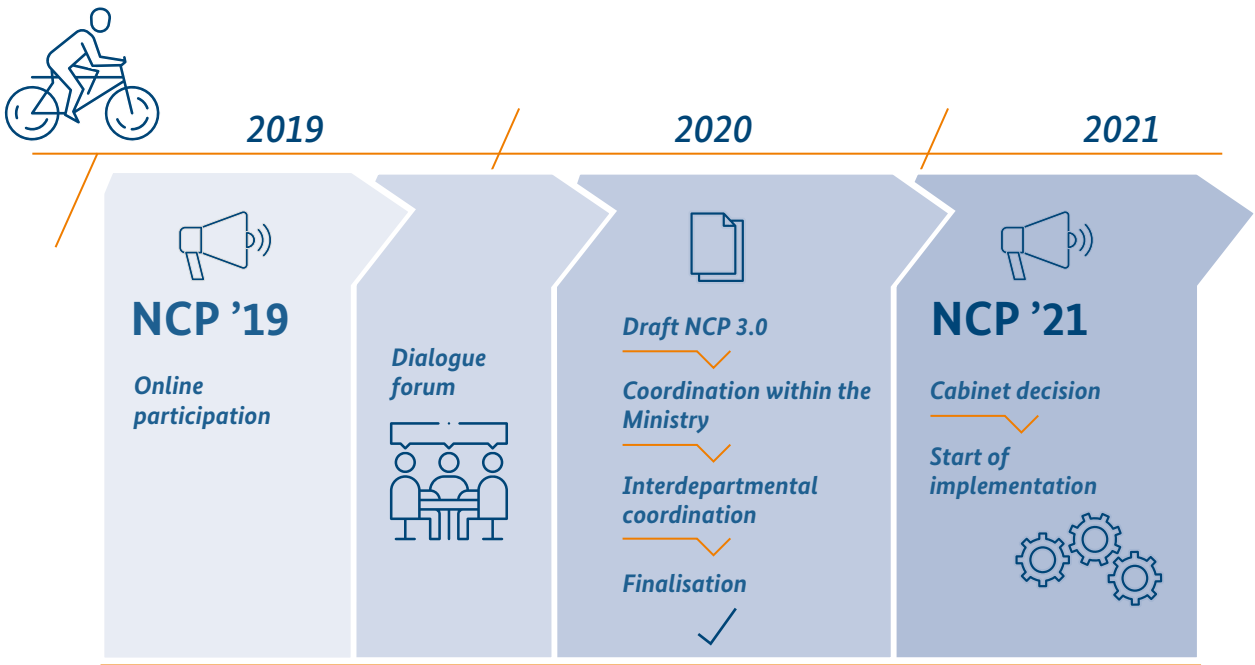 2019
2020
2021
NCP ’19
Online
participation
Dialogue
forum
Draft NCP 3.0
Coordination within the
Ministry
Interdepartmental
coordination
Finalisation
NCP ’21
Cabinet decision
Start of
implementation